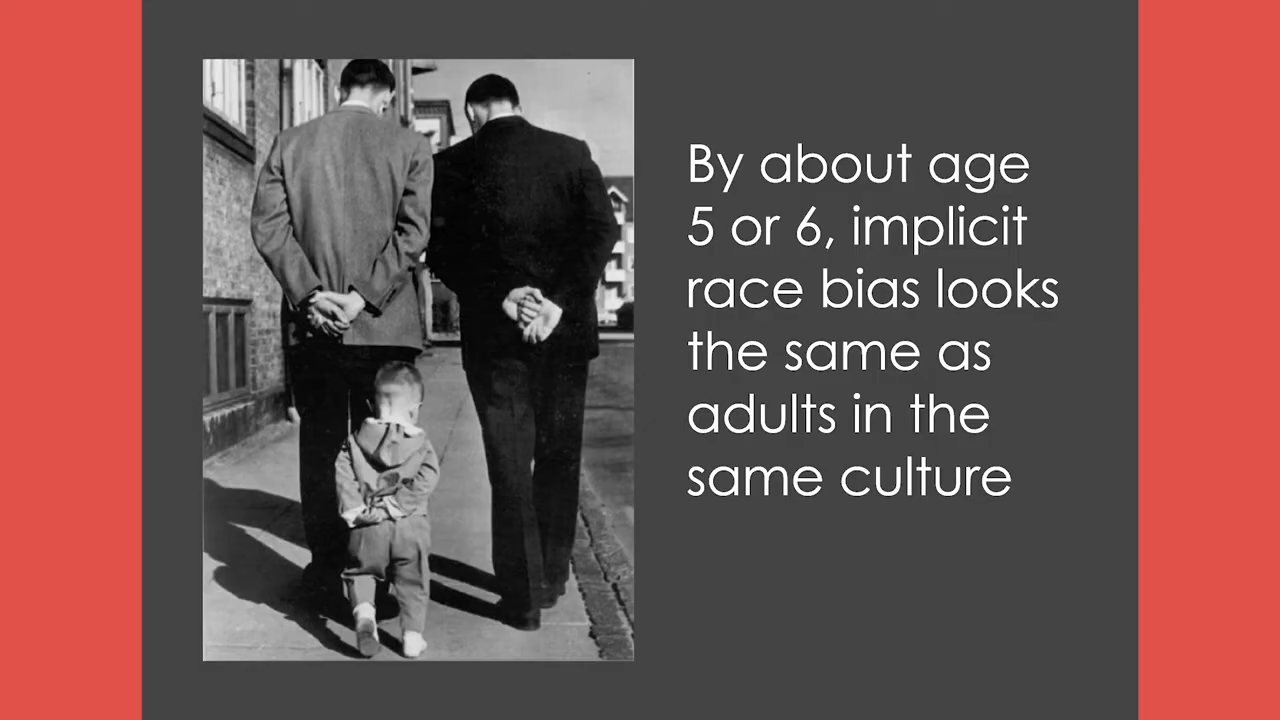 By about age
5 or 6, implicit
race bias looks
the same as
adults in the
same culture